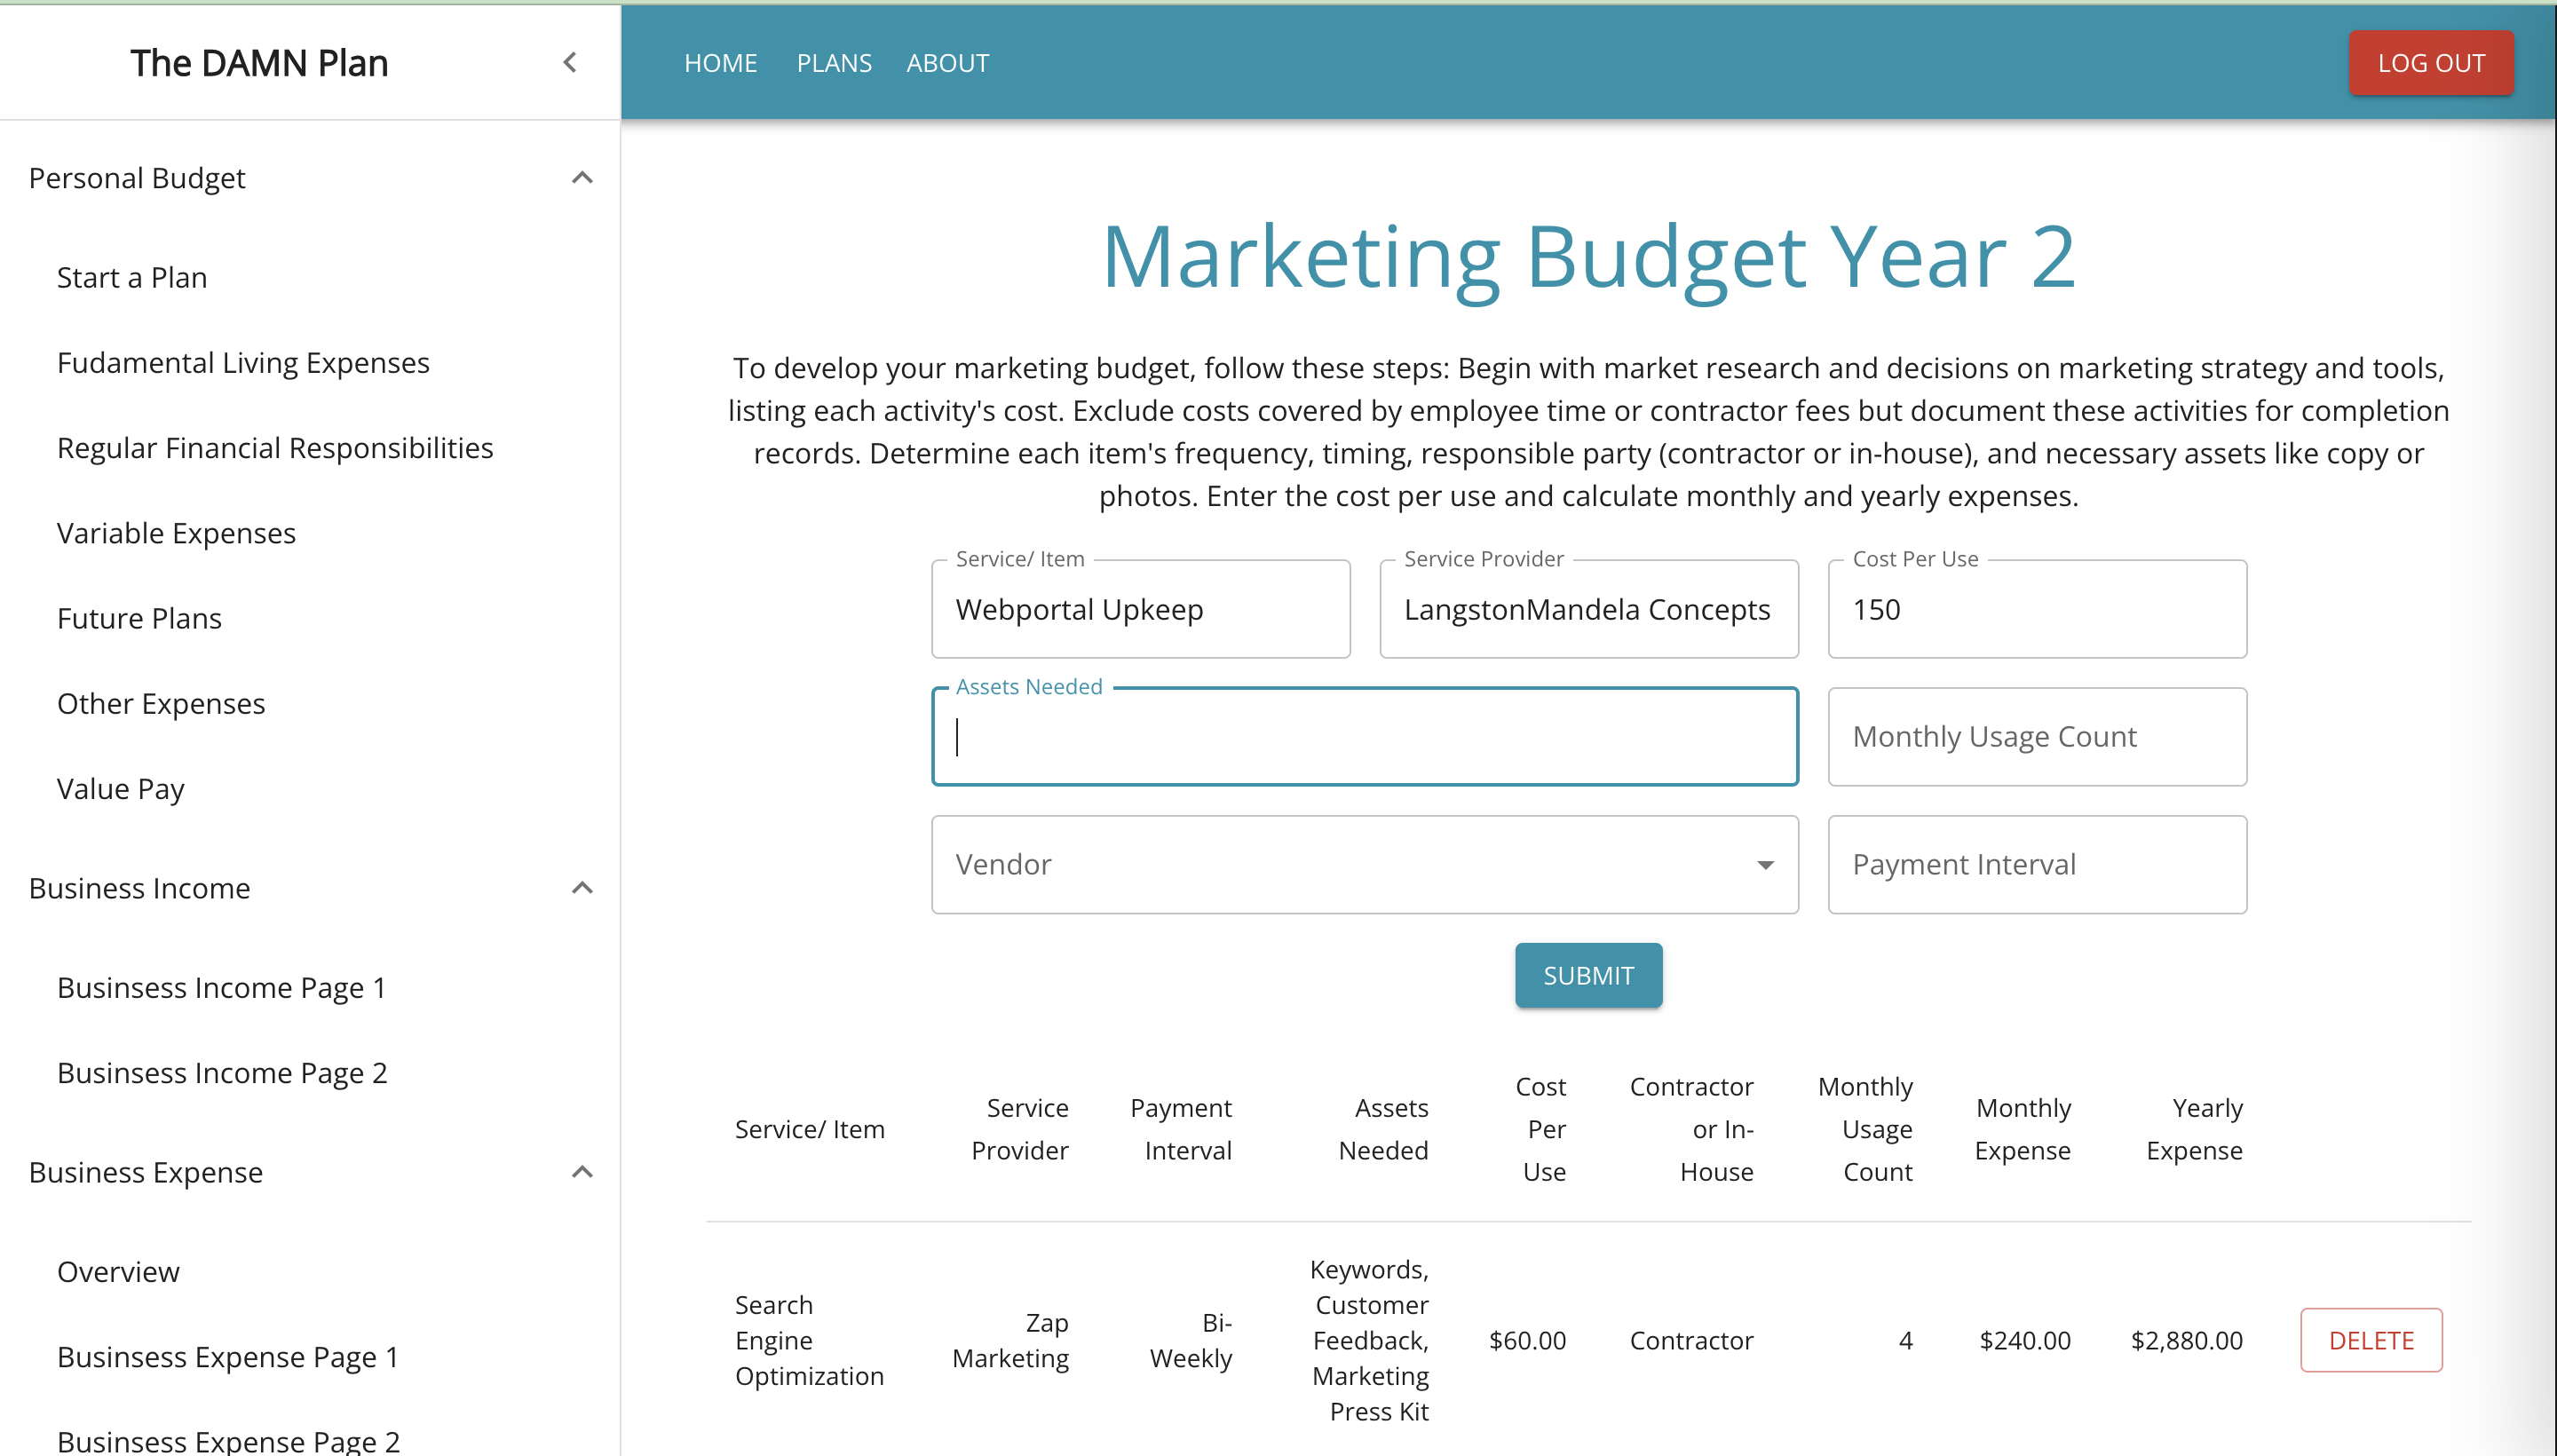 The DAMN Plan
HOME PLANS ABOUT
LOG OUT
Personal Budget
Start a Plan
Fudamental Living Expenses
Regular Financial Responsibilities
Variable Expenses
Future Plans
Other Expenses
Value Pay
Business Income
Businsess Income Page 1
Businsess Income Page 2
Business Expense
Overview
Businsess Expense Page 1
Businsess Expense Page 2
Marketing Budget Year 2
To develop your marketing budget, follow these steps: Begin with market research and decisions on marketing strategy and tools,
listing each activity's cost. Exclude costs covered by employee time or contractor fees but document these activities for completion
records. Determine each item's frequency, timing, responsible party (contractor or in-house), and necessary assets like copy or
photos. Enter the cost per use and calculate monthly and yearly expenses.
Service/ Item
Webportal Upkeep
Service Provider
LangstonMandela Concepts
Cost Per Use
150
Assets Needed
Monthly Usage Count
Vendor
Payment Interval
SUBMIT
Service/ Item
Service
Provider
Payment
Interval
Assets
Needed
Cost
Per
Use
Contractor
or In-
House
Monthly
Usage
Count
Monthly
Expense
Yearly
Expense
Search
Engine
Optimization
Zap
Marketing
Bi-
Weekly
Keywords,
Customer
Feedback,
Marketing
Press Kit
$60.00
Contractor
4
$240.00
$2,880.00
DELETE